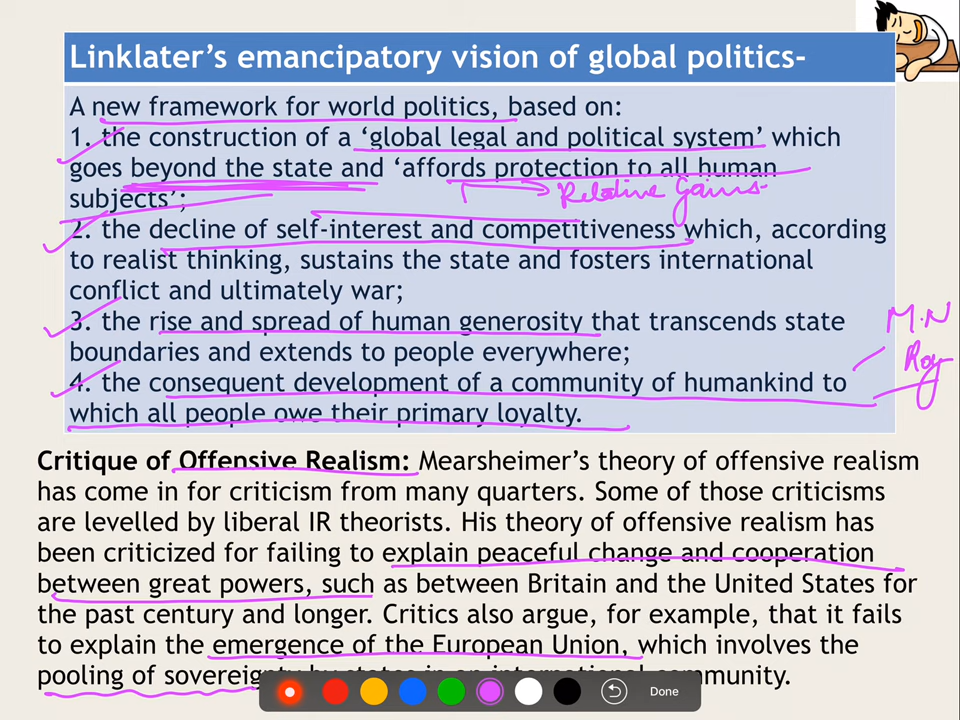 Linklater's emancipatory vision of global politics-
A new framework for world politics, based on:
1. the construction of a 'global legal and political system' which
goes beyond the state and 'affords protection to all human
subjects';
Relative Gains-
2. the decline of self-interest and competitiveness which, according
to realist thinking, sustains the state and fosters international
conflict and ultimately war;
3. the rise and spread of human generosity that transcends state
boundaries and extends to people everywhere;
M.N
Roy
4. the consequent development of a community of humankind to
which all people owe their primary loyalty.
Critique of Offensive Realism: Mearsheimer's theory of offensive realism
has come in for criticism from many quarters. Some of those criticisms
are levelled by liberal IR theorists. His theory of offensive realism has
been criticized for failing to explain peaceful change and cooperation
between great powers, such as between Britain and the United States for
the past century and longer. Critics also argue, for example, that it fails
to explain the emergence of the European Union, which involves the
pooling of community.
Done